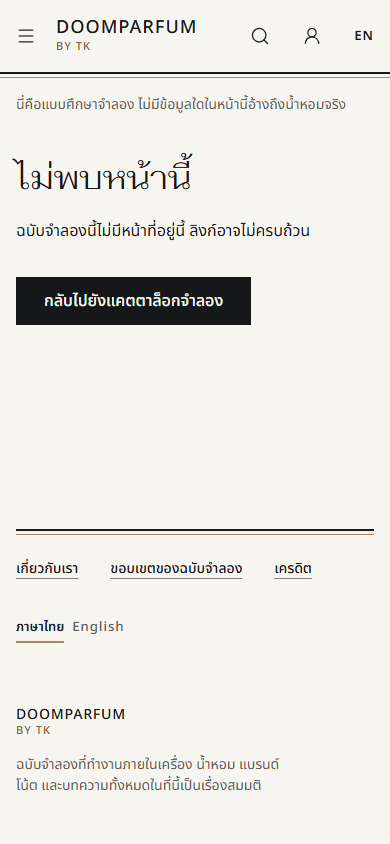 DOOMPARFUM
BY TK
EN
นี่คือแบบศึกษาจำลอง ไม่มีข้อมูลใดในหน้านี้อ้างถึงน้ำหอมจริง
ไม่พบหน้านี้
ฉบับจำลองนี้ไม่มีหน้าที่อยู่นี้ ลิงก์อาจไม่ครบถ้วน
กลับไปยังแคตตาล็อกจำลอง
เกี่ยวกับเรา ขอบเขตของฉบับจำลอง เครดิต
ภาษาไทย English
DOOMPARFUM
BY TK
ฉบับจำลองที่ทำงานภายในเครื่อง น้ำหอม แบรนด์
โน้ต และบทความทั้งหมดในที่นี้เป็นเรื่องสมมติ